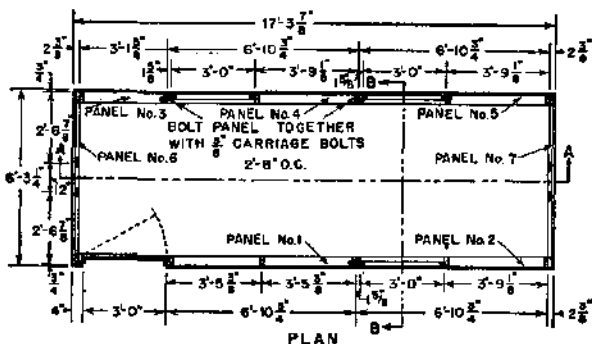 17'-3 7/8"
2 3/8" 3'-1 5/8" 6'-10 3/4" 6'-10 3/4" 2 3/8"
3/4" 1 5/8" 3'-0" 3'-9 1/8" 1 5/8" B 3'-0" 3'-9 1/8"
PANEL No.3 PANEL No.4 PANEL No.5
BOLT PANEL TOGETHER
WITH 3/8" CARRIAGE BOLTS
2'-8" O.C.
2'-6 7/8" PANEL No.6 PANEL No.7
A A
6'-3 1/4"
2'-6 7/8"
PANEL No.1 PANEL No.2
3'-5 3/8" 3'-5 3/8" 1 5/8" 3'-0" 3'-9 1/8"
3/4" 4" 3'-0" 6'-10 3/4" B 6'-10 3/4" 2 3/8"
PLAN